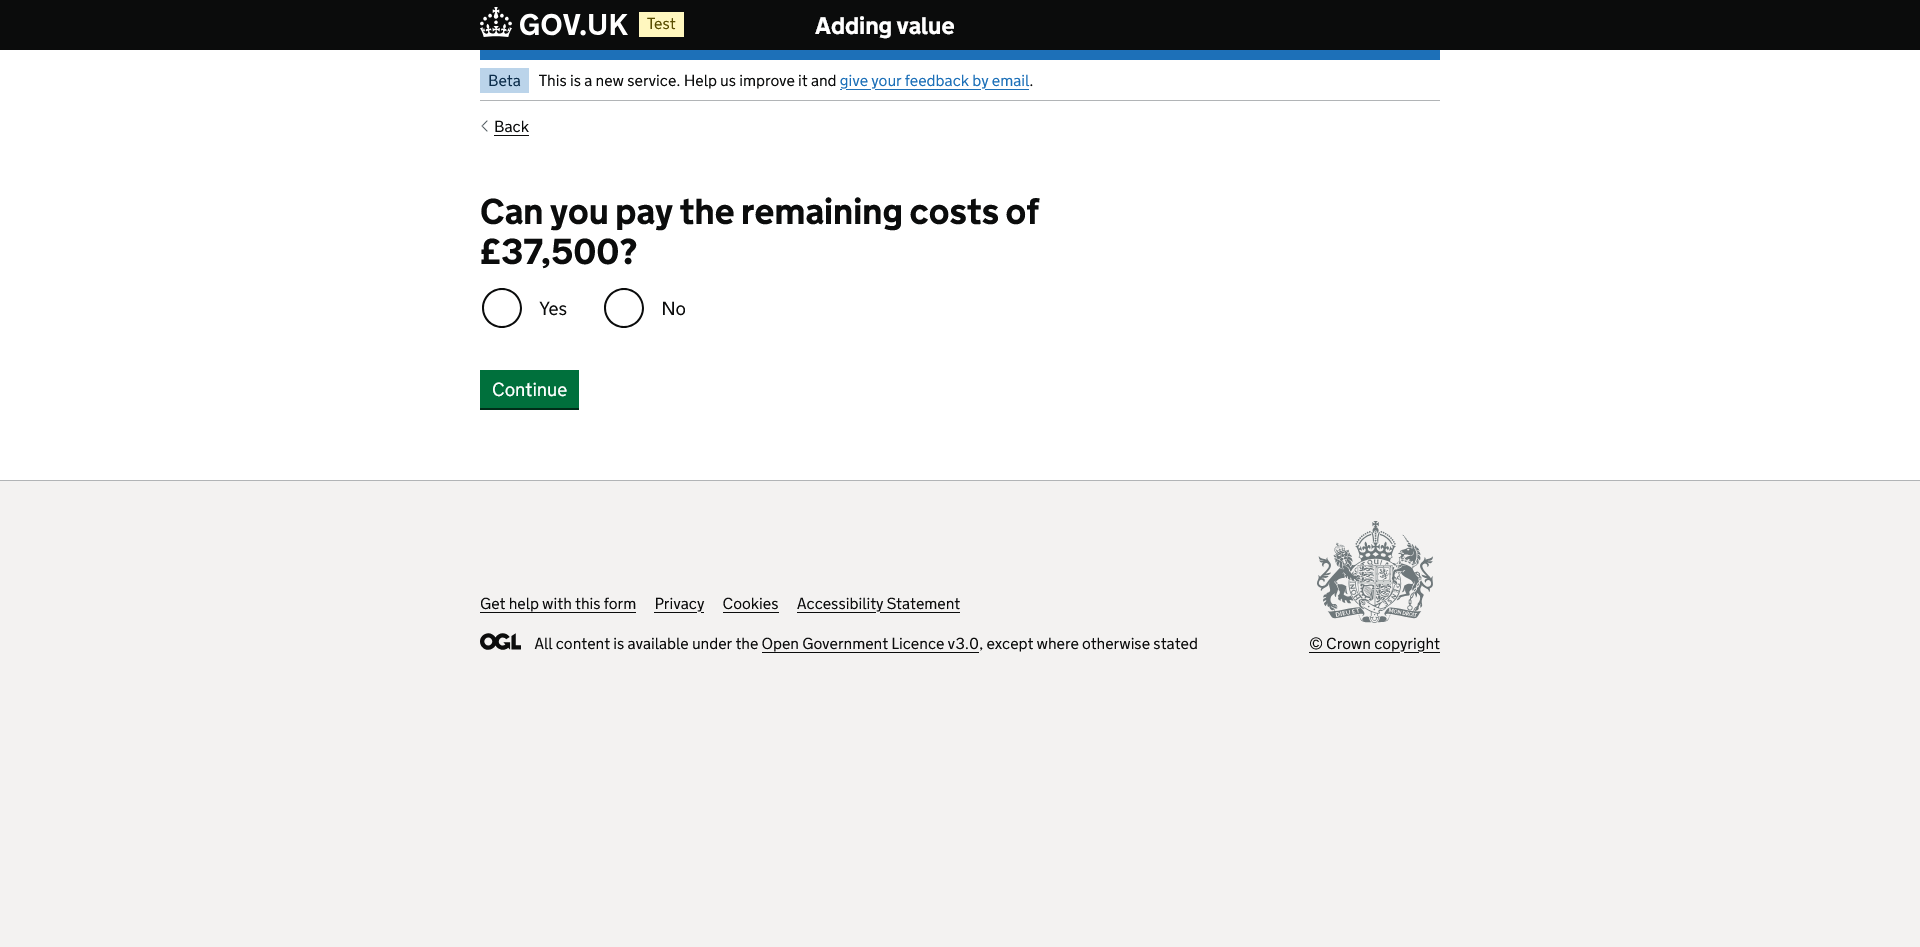 GOV.UK Test Adding value
Beta This is a new service. Help us improve it and give your feedback by email.
Back
Can you pay the remaining costs of
£37,500?
Yes No
Continue
Get help with this form Privacy Cookies Accessibility Statement
OGL All content is available under the Open Government Licence v3.0, except where otherwise stated
© Crown copyright